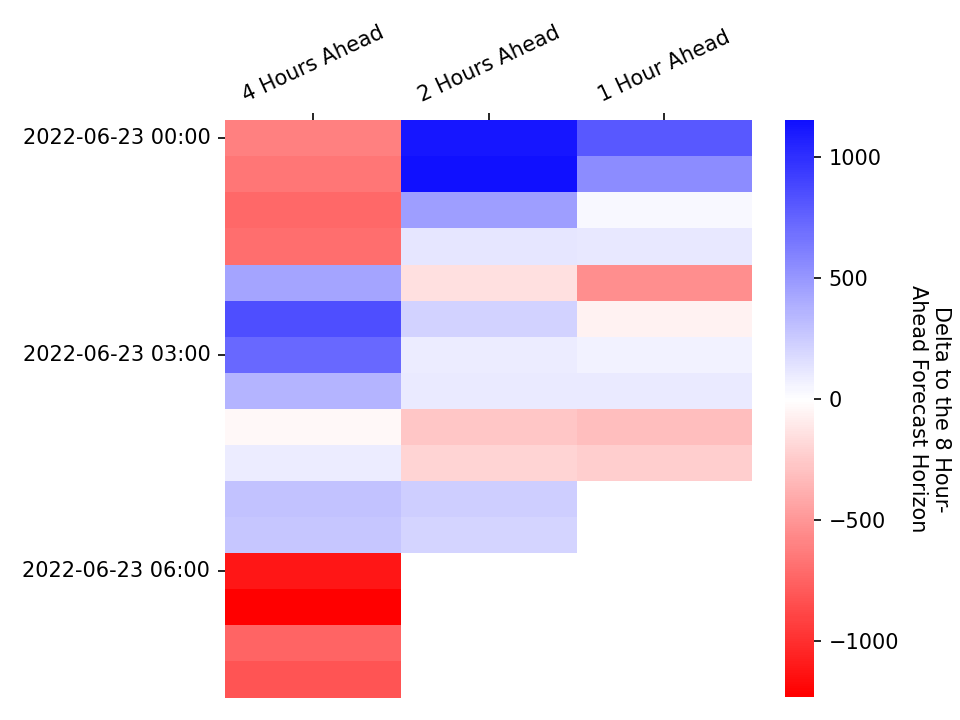 4 Hours Ahead
2 Hours Ahead
1 Hour Ahead
2022-06-23 00:00
2022-06-23 03:00
2022-06-23 06:00
1000
500
0
−500
−1000
Delta to the 8 Hour-
Ahead Forecast Horizon